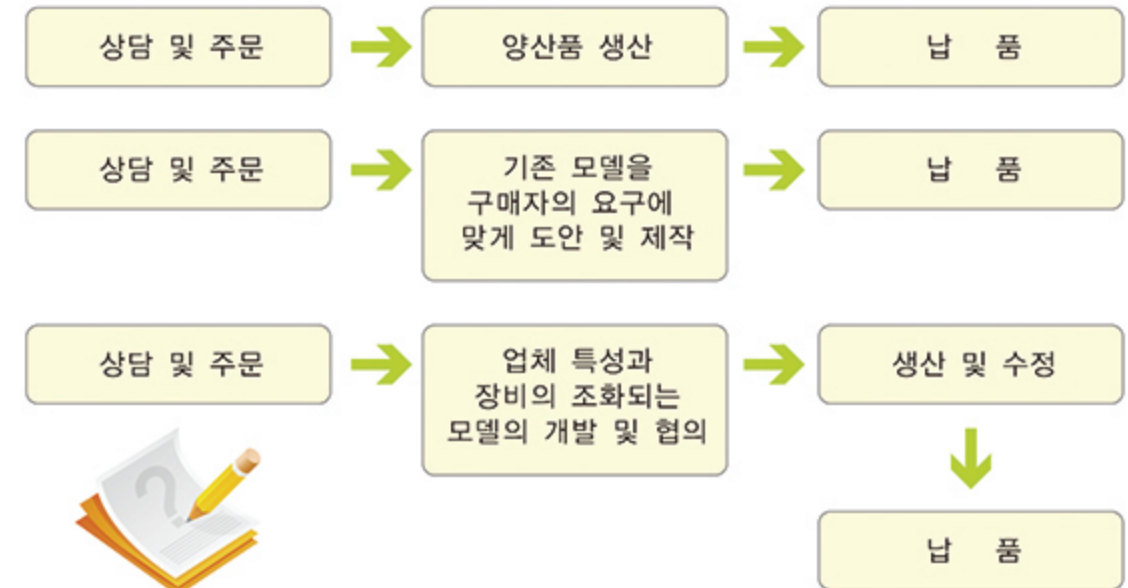 상담 및 주문
양산품 생산
납 품
상담 및 주문
기존 모델을
구매자의 요구에
맞게 도안 및 제작
납 품
상담 및 주문
업체 특성과
장비의 조화되는
모델의 개발 및 협의
생산 및 수정
?
납 품